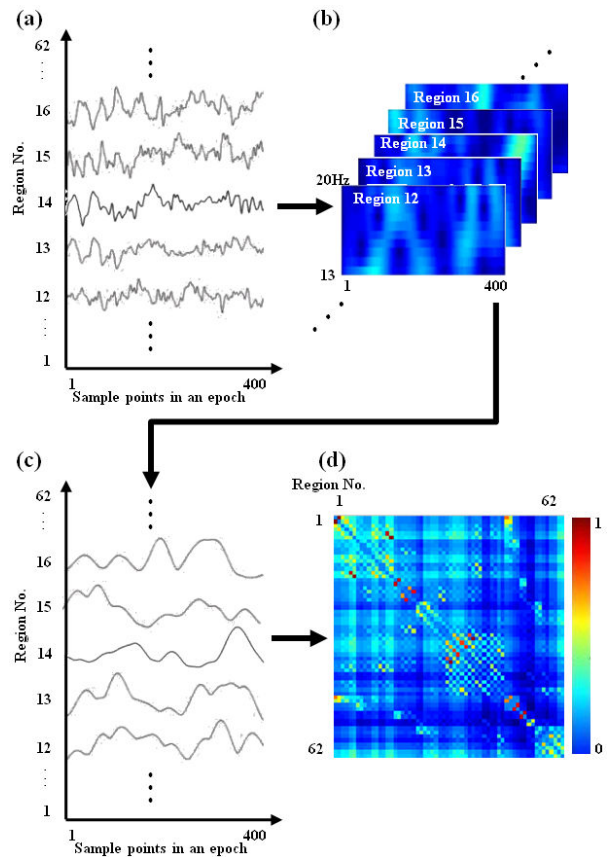 (a)
62
Region No.
16
15
14
13
12
1
1
400
Sample points in an epoch
(b)
Region 16
Region 15
Region 14
Region 13
Region 12
20Hz
13
1
400
(c)
62
Region No.
16
15
14
13
12
1
1
400
Sample points in an epoch
(d)
Region No.
1
62
1
62
1
0